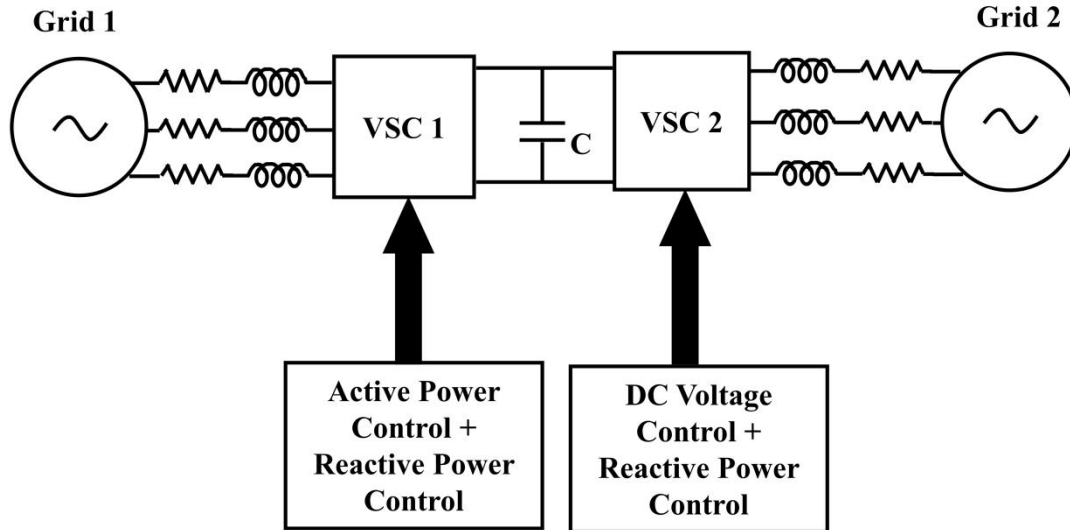 Grid 1
Grid 2
VSC 1
C
VSC 2
Active Power
Control +
Reactive Power
Control
DC Voltage
Control +
Reactive Power
Control